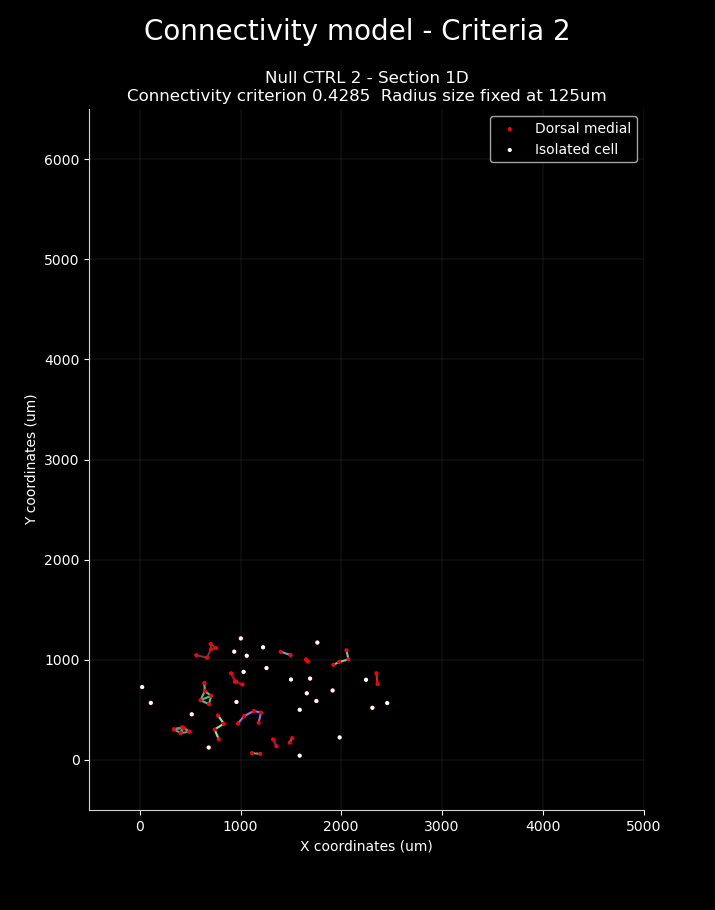 Connectivity model - Criteria 2
Null CTRL 2 - Section 1D
Connectivity criterion 0.4285  Radius size fixed at 125um
Dorsal medial
Isolated cell
6000
5000
4000
3000
2000
1000
0
Y coordinates (um)
0 1000 2000 3000 4000 5000
X coordinates (um)